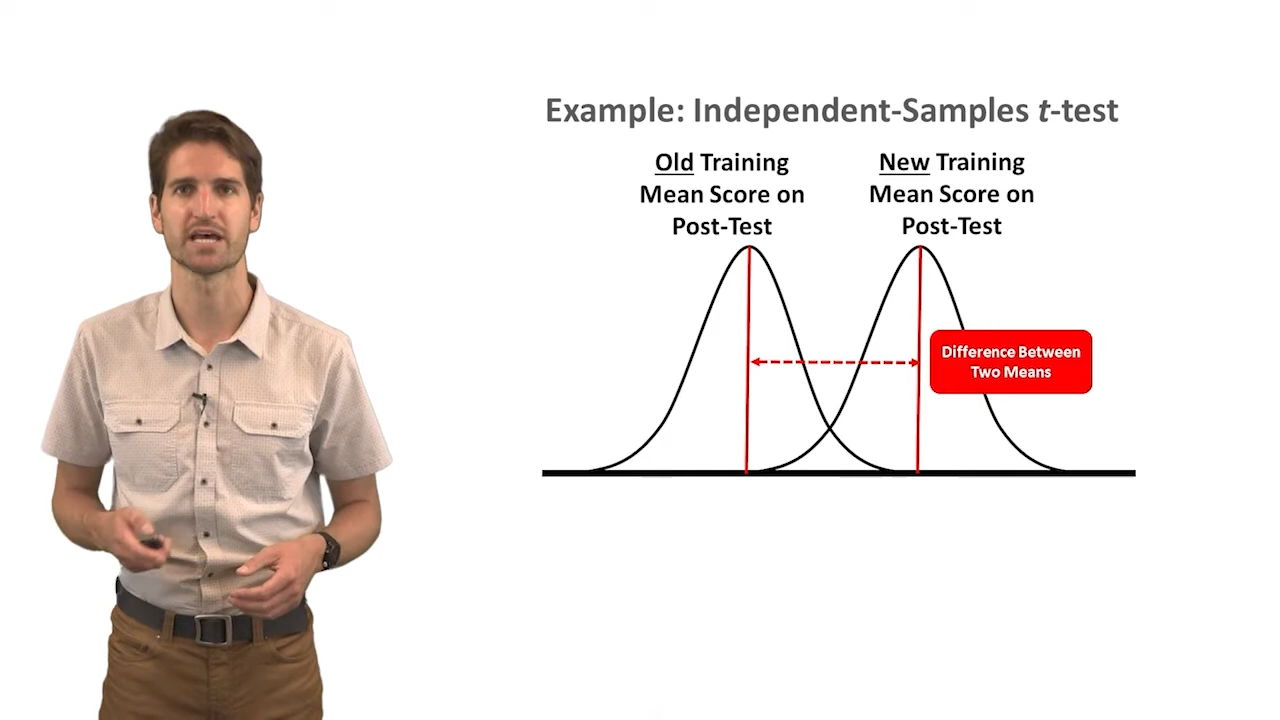 Example: Independent-Samples t-test
Old Training
Mean Score on
Post-Test
New Training
Mean Score on
Post-Test
Difference Between
Two Means